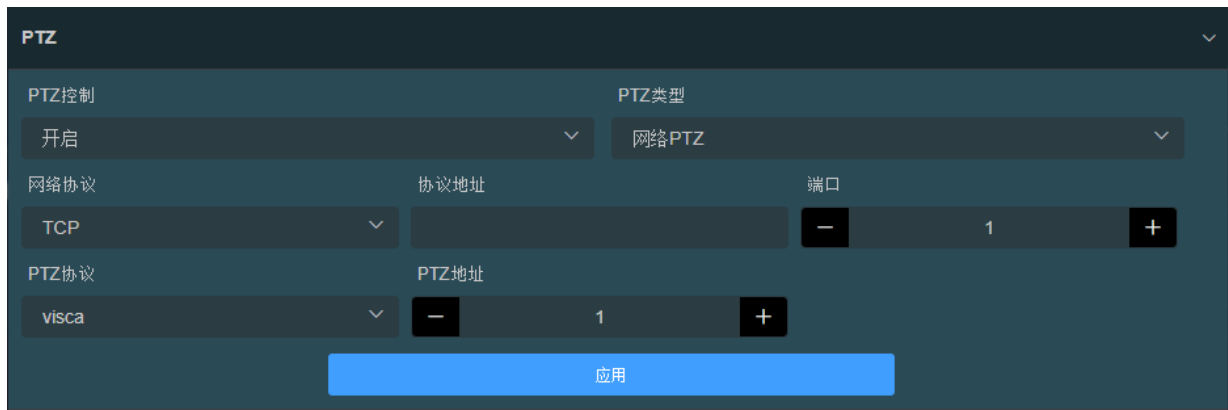 PTZ
PTZ控制 PTZ类型
开启 网络PTZ
网络协议 协议地址 端口
TCP − 1 +
PTZ协议 PTZ地址
visca − 1 +
应用